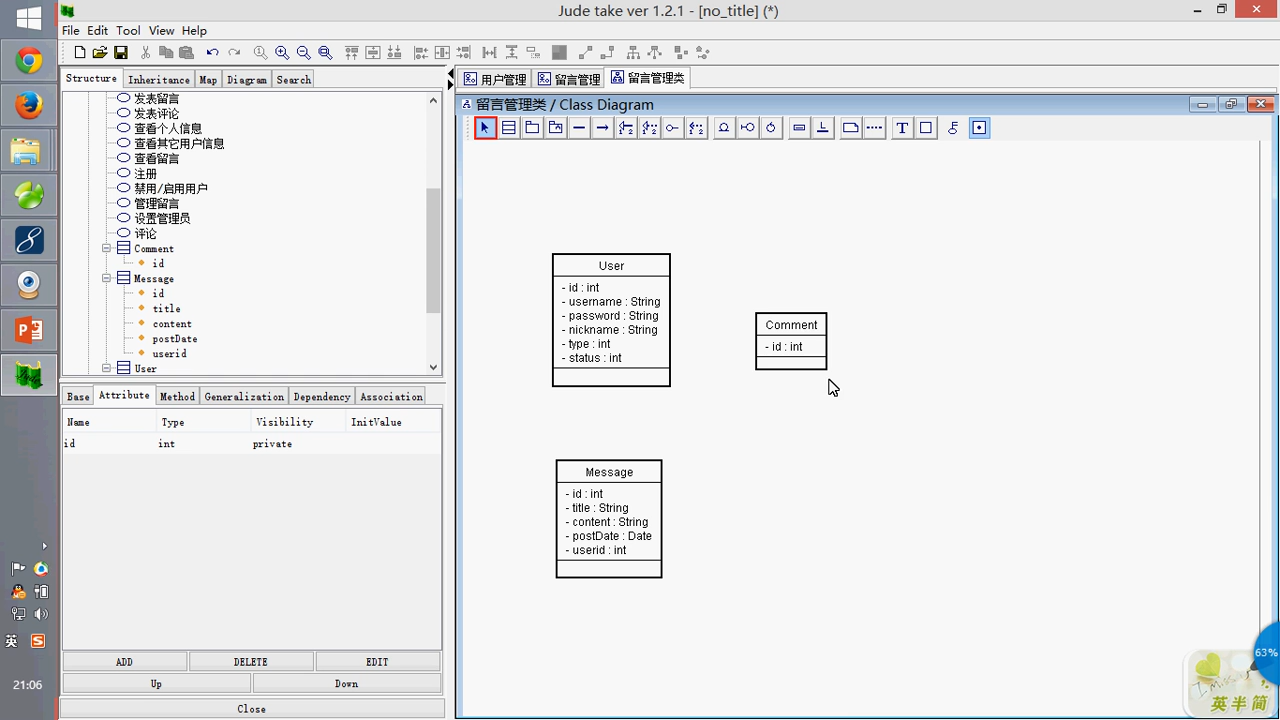 Jude take ver 1.2.1 - [no_title] (*)
File Edit Tool View Help
Structure Inheritance Map Diagram Search
发表留言
发表评论
查看个人信息
查看其它用户信息
查看留言
注册
禁用/启用用户
管理留言
设置管理员
评论
Comment
id
Message
id
title
content
postDate
userid
User
Base Attribute Method Generalization Dependency Association
Name Type Visibility InitValue
id int private
ADD DELETE EDIT
Up Down
Close
用户管理 留言管理 留言管理类
留言管理类 / Class Diagram
T
User
- id : int
- username : String
- password : String
- nickname : String
- type : int
- status : int
Comment
- id : int
Message
- id : int
- title : String
- content : String
- postDate : Date
- userid : int
英
21:06
63%
英半简